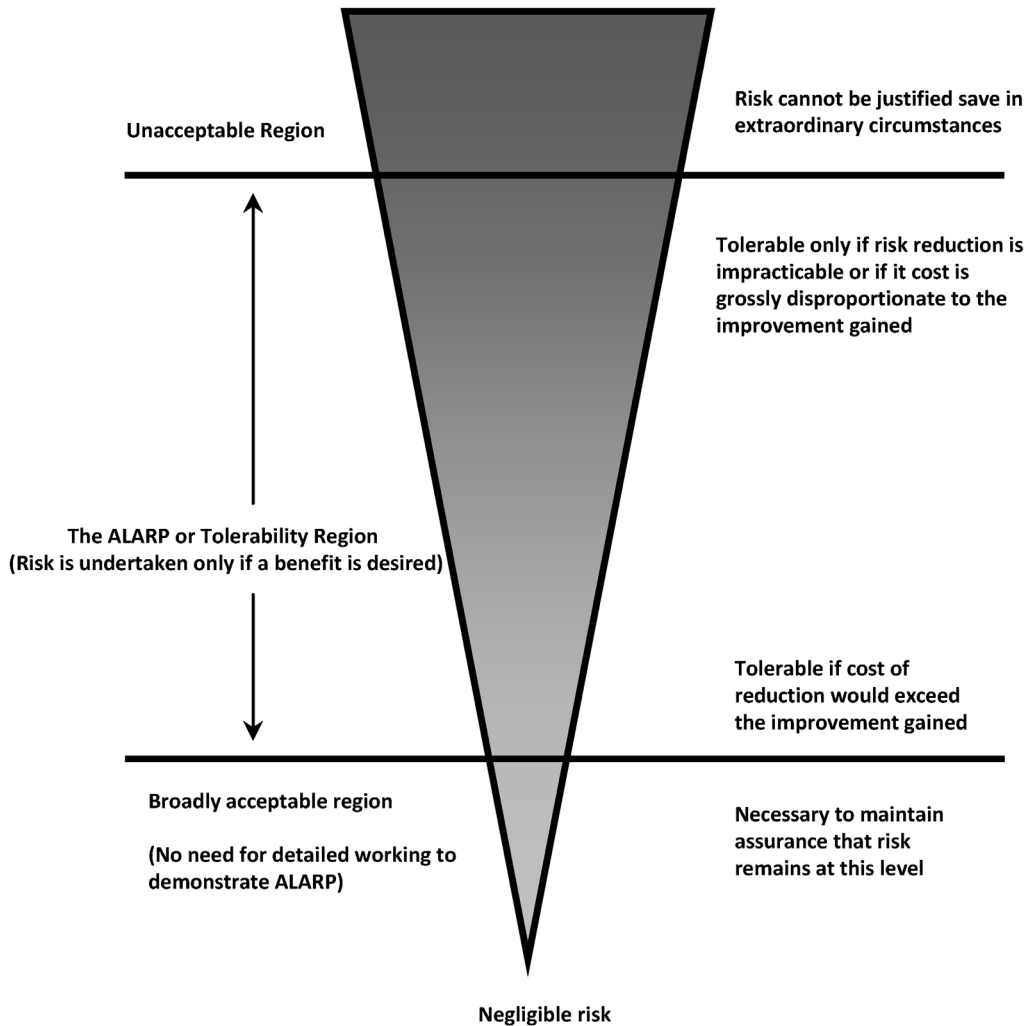 Unacceptable Region
Risk cannot be justified save in
extraordinary circumstances
Tolerable only if risk reduction is
impracticable or if it cost is
grossly disproportionate to the
improvement gained
The ALARP or Tolerability Region
(Risk is undertaken only if a benefit is desired)
Tolerable if cost of
reduction would exceed
the improvement gained
Broadly acceptable region
(No need for detailed working to
demonstrate ALARP)
Necessary to maintain
assurance that risk
remains at this level
Negligible risk